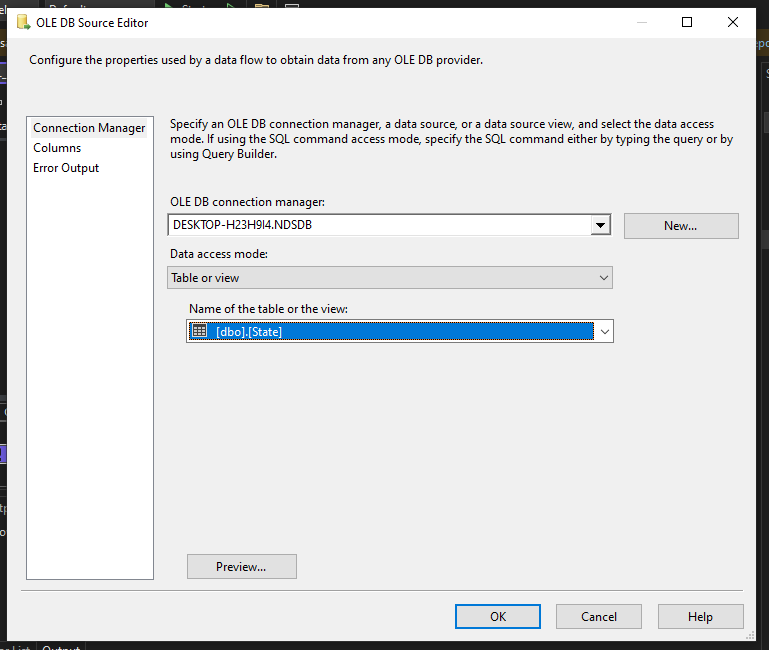 OLE DB Source Editor
Configure the properties used by a data flow to obtain data from any OLE DB provider.
Connection Manager
Columns
Error Output
Specify an OLE DB connection manager, a data source, or a data source view, and select the data access
mode. If using the SQL command access mode, specify the SQL command either by typing the query or by
using Query Builder.
OLE DB connection manager:
DESKTOP-H23H9I4.NDSDB
New...
Data access mode:
Table or view
Name of the table or the view:
[dbo].[State]
Preview...
OK
Cancel
Help
Output